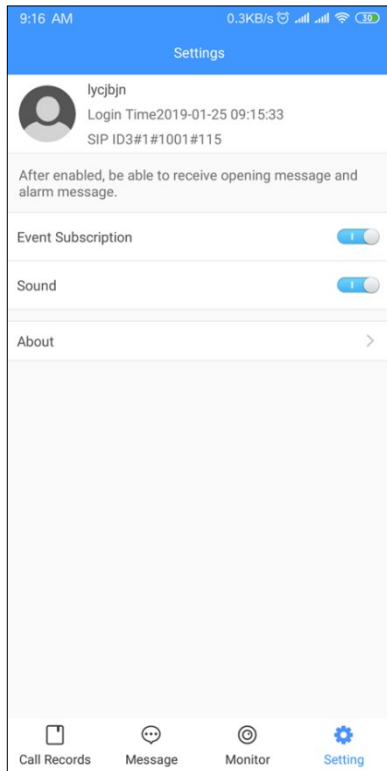 9:16 AM 0.3KB/s 30
Settings
lycjbjn
Login Time2019-01-25 09:15:33
SIP ID3#1#1001#115
After enabled, be able to receive opening message and
alarm message.
Event Subscription
Sound
About
Call Records Message Monitor Setting